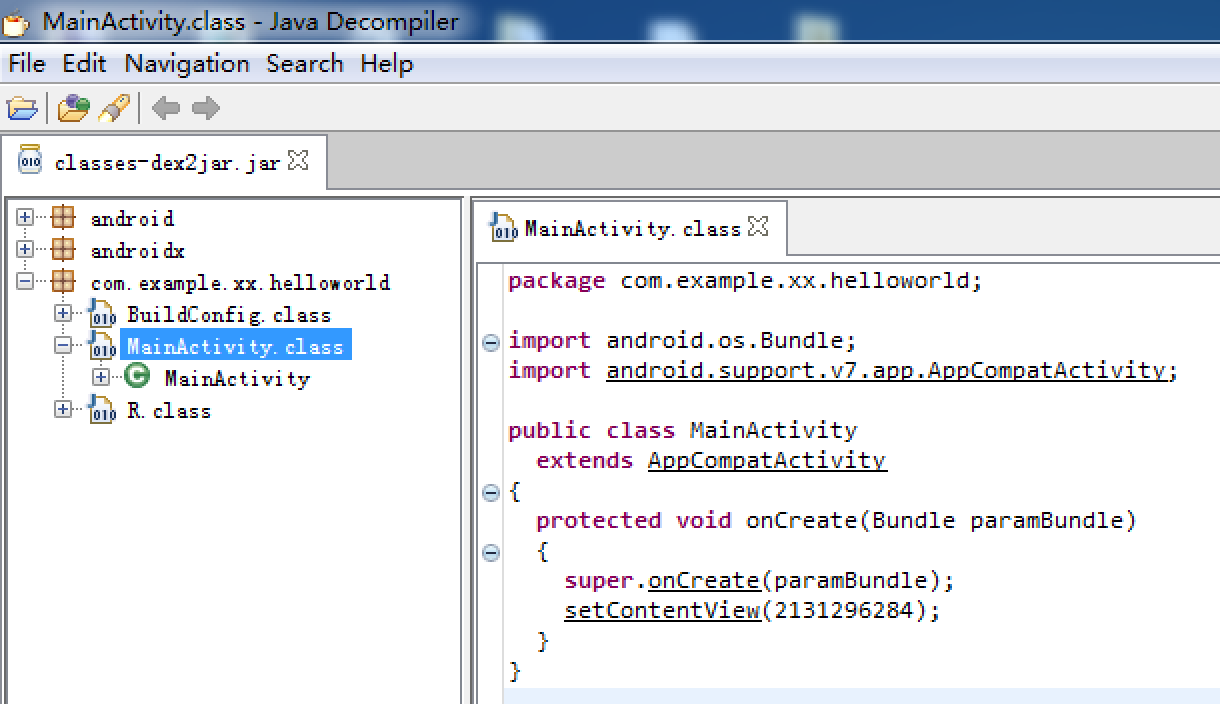 MainActivity.class - Java Decompiler
File Edit Navigation Search Help
classes-dex2jar.jar
android
androidx
com.example.xx.helloworld
BuildConfig.class
MainActivity.class
MainActivity
R.class
MainActivity.class
package com.example.xx.helloworld;
import android.os.Bundle;
import android.support.v7.app.AppCompatActivity;
public class MainActivity
extends AppCompatActivity
{
protected void onCreate(Bundle paramBundle)
{
super.onCreate(paramBundle);
setContentView(2131296284);
}
}